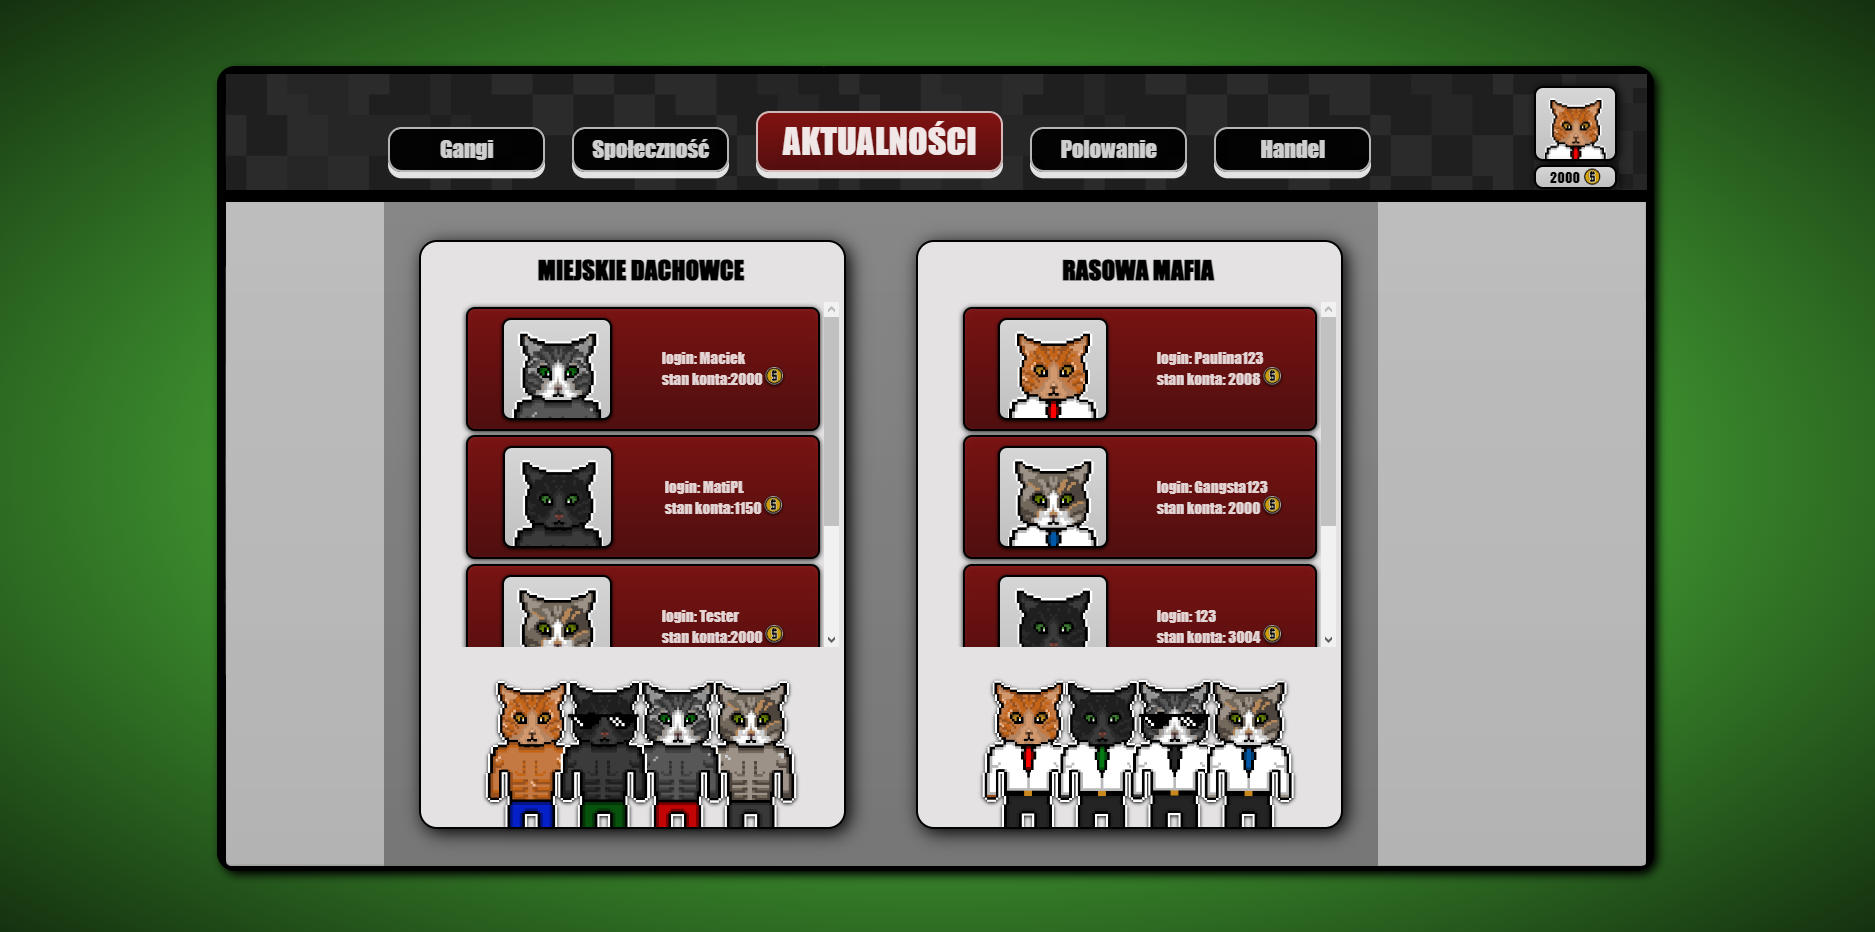 Gangi
Społeczność
AKTUALNOŚCI
Polowanie
Handel
2000
MIEJSKIE DACHOWCE
login: Maciek
stan konta:2000
login: MatiPL
stan konta:1150
login: Tester
stan konta:2000
RASOWA MAFIA
login: Paulina123
stan konta: 2008
login: Gangsta123
stan konta: 2000
login: 123
stan konta: 3004